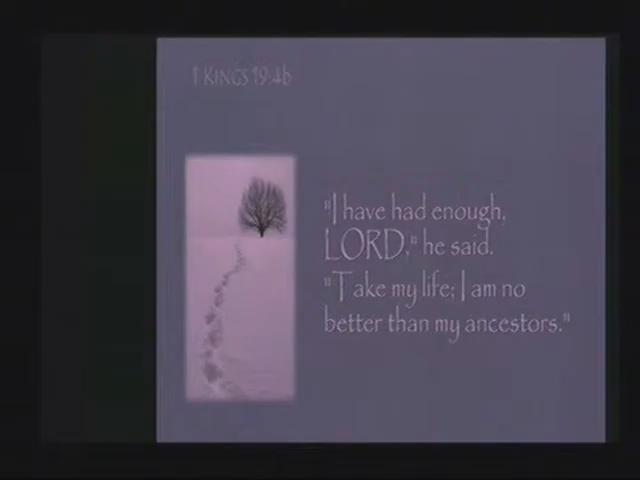 1 KINGS 19:4b
"I have had enough,
LORD," he said.
"Take my life; I am no
better than my ancestors."